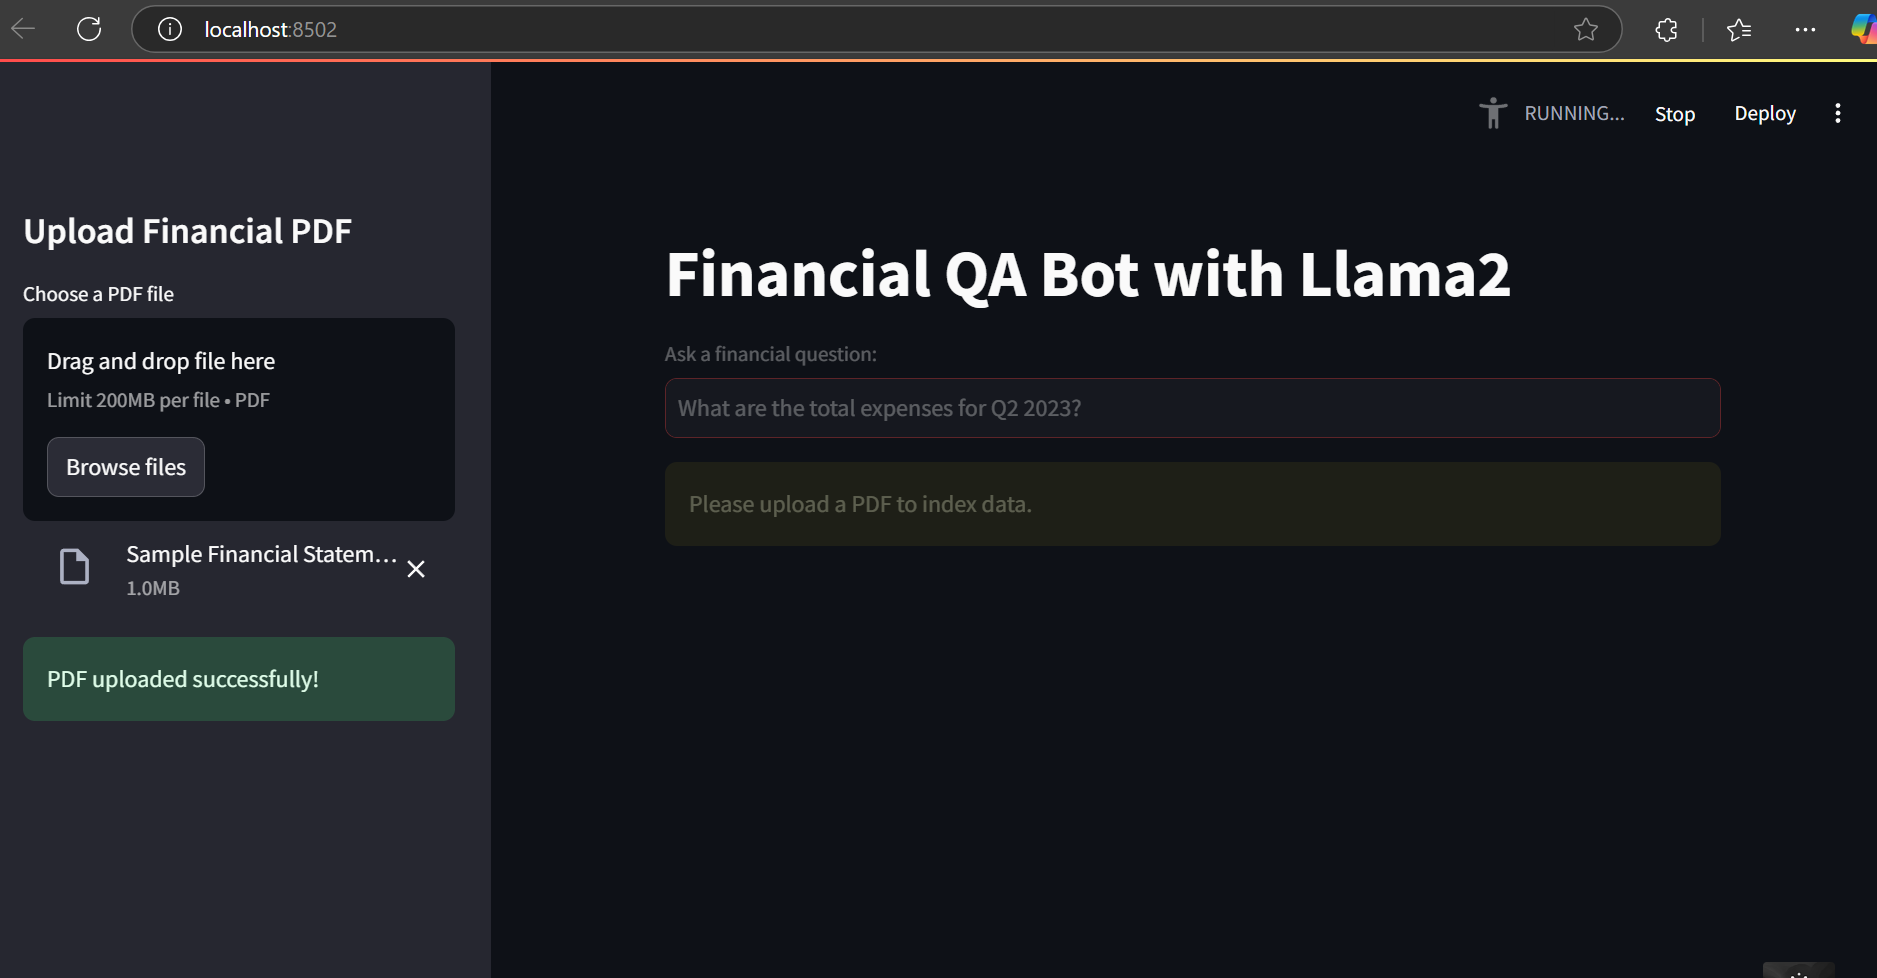 localhost:8502
RUNNING...
Stop
Deploy
Upload Financial PDF
Choose a PDF file
Drag and drop file here
Limit 200MB per file • PDF
Browse files
Sample Financial Statem...
1.0MB
PDF uploaded successfully!
Financial QA Bot with Llama2
Ask a financial question:
What are the total expenses for Q2 2023?
Please upload a PDF to index data.